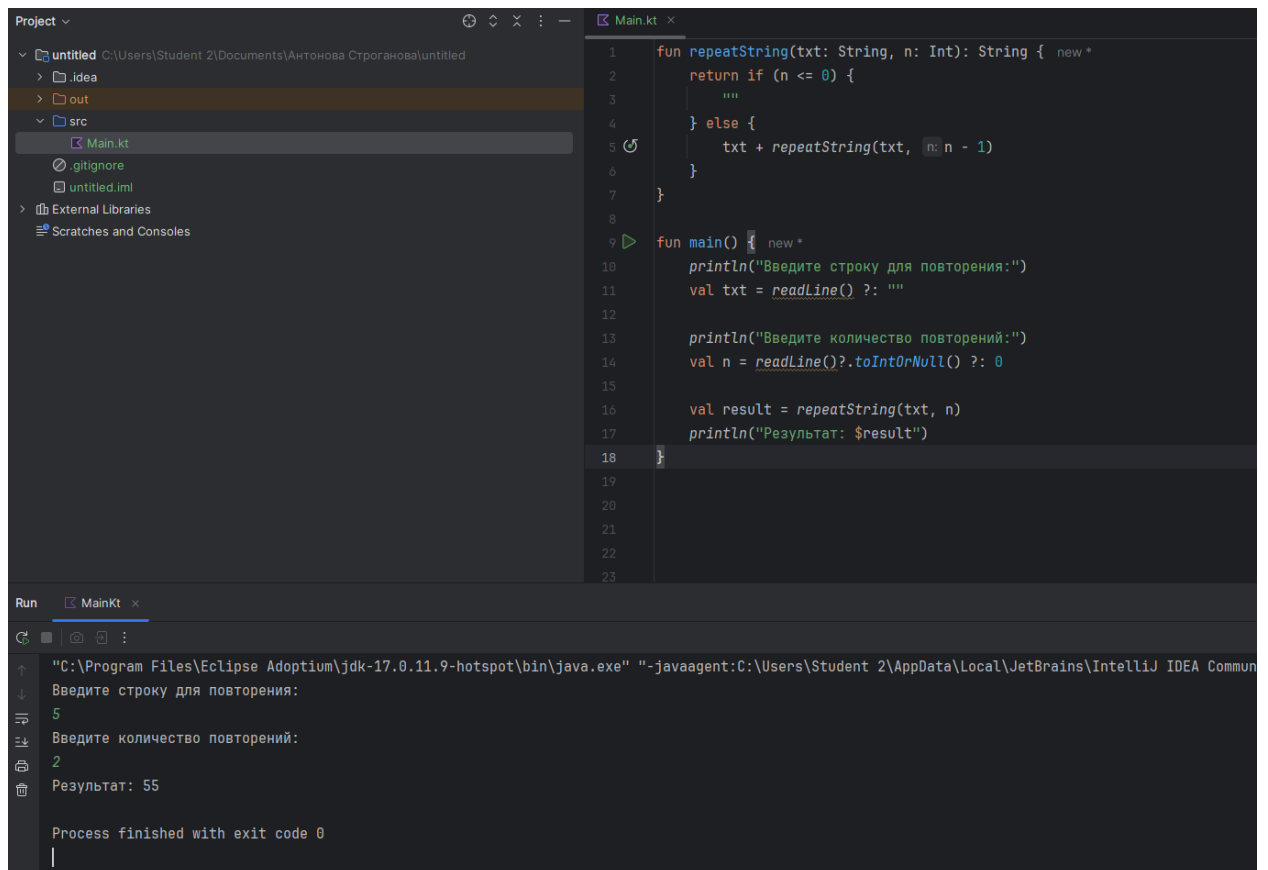 Project
untitled C:\Users\Student 2\Documents\Антонова Строганова\untitled
.idea
out
src
Main.kt
.gitignore
untitled.iml
External Libraries
Scratches and Consoles
Main.kt
1 fun repeatString(txt: String, n: Int): String { new *
2 return if (n <= 0) {
3 ""
4 } else {
5 txt + repeatString(txt, n: n - 1)
6 }
7 }
8
9 fun main() { new *
10 println("Введите строку для повторения:")
11 val txt = readLine() ?: ""
12
13 println("Введите количество повторений:")
14 val n = readLine()?.toIntOrNull() ?: 0
15
16 val result = repeatString(txt, n)
17 println("Результат: $result")
18 }
19
20
21
22
23
Run MainKt
"C:\Program Files\Eclipse Adoptium\jdk-17.0.11.9-hotspot\bin\java.exe" "-javaagent:C:\Users\Student 2\AppData\Local\JetBrains\IntelliJ IDEA Commun
Введите строку для повторения:
5
Введите количество повторений:
2
Результат: 55
Process finished with exit code 0